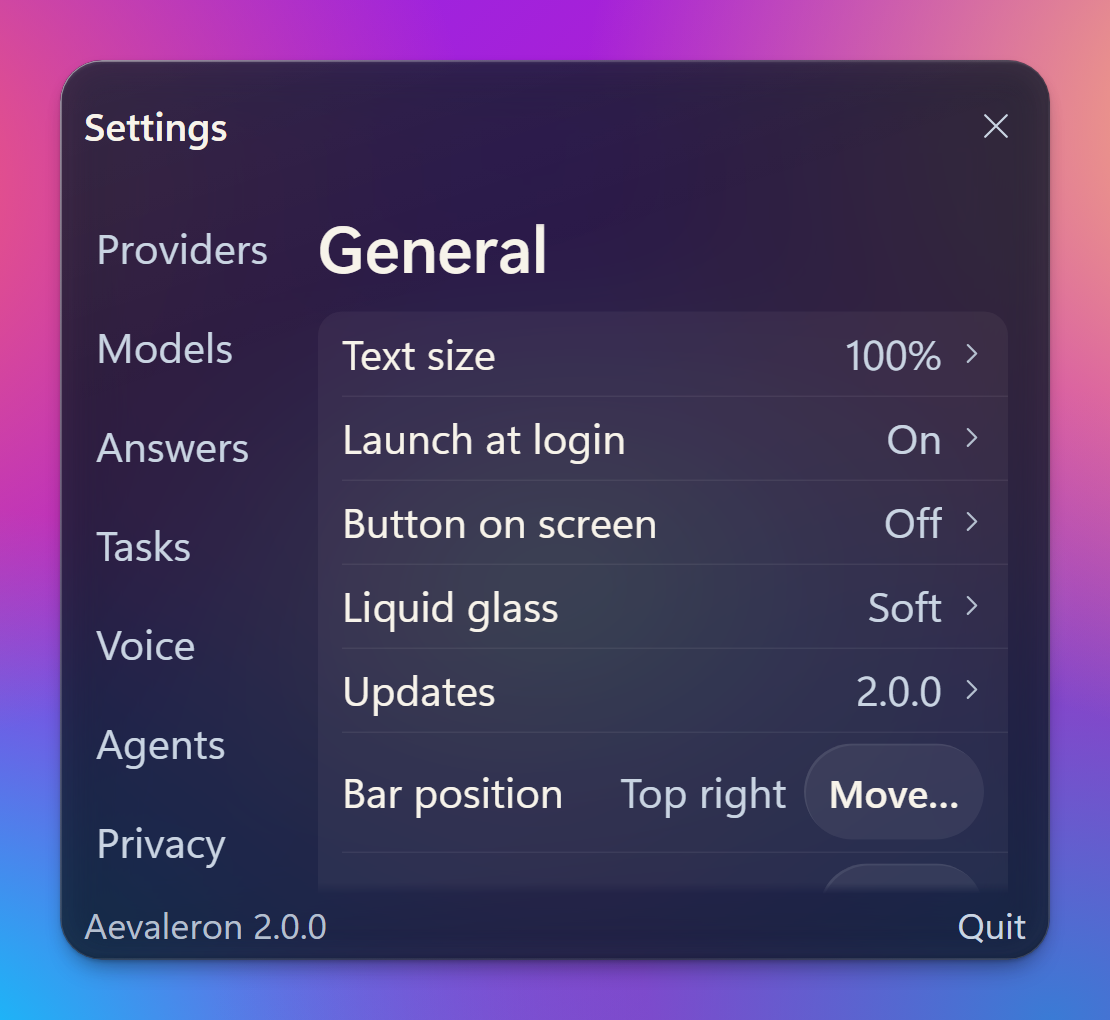 Settings
Providers
Models
Answers
Tasks
Voice
Agents
Privacy
General
Text size 100%
Launch at login On
Button on screen Off
Liquid glass Soft
Updates 2.0.0
Bar position Top right Move...
Aevaleron 2.0.0
Quit